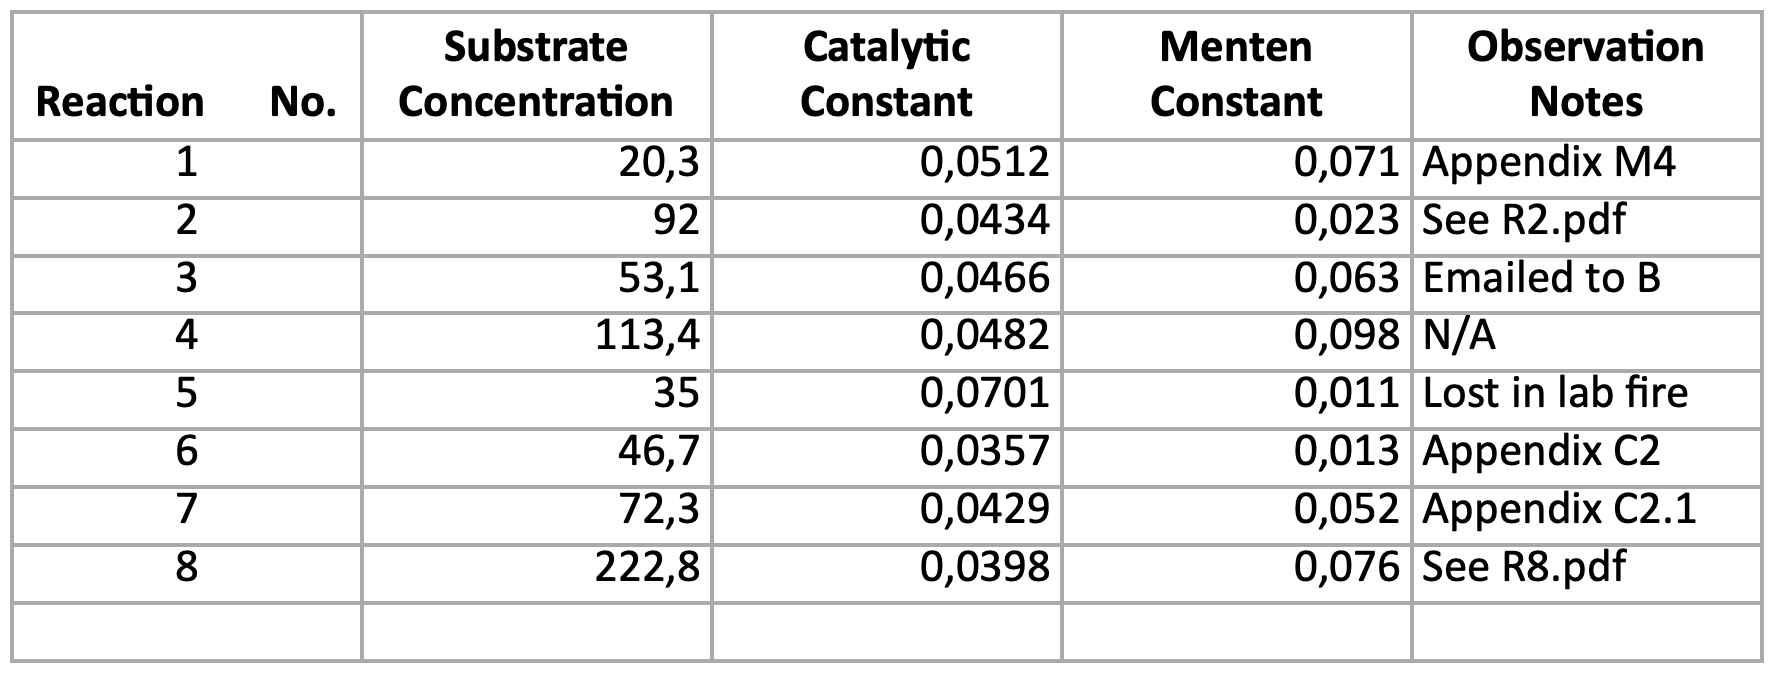 Reaction No. Substrate Concentration Catalytic Constant Menten Constant Observation Notes
1 20,3 0,0512 0,071 Appendix M4
2 92 0,0434 0,023 See R2.pdf
3 53,1 0,0466 0,063 Emailed to B
4 113,4 0,0482 0,098 N/A
5 35 0,0701 0,011 Lost in lab fire
6 46,7 0,0357 0,013 Appendix C2
7 72,3 0,0429 0,052 Appendix C2.1
8 222,8 0,0398 0,076 See R8.pdf